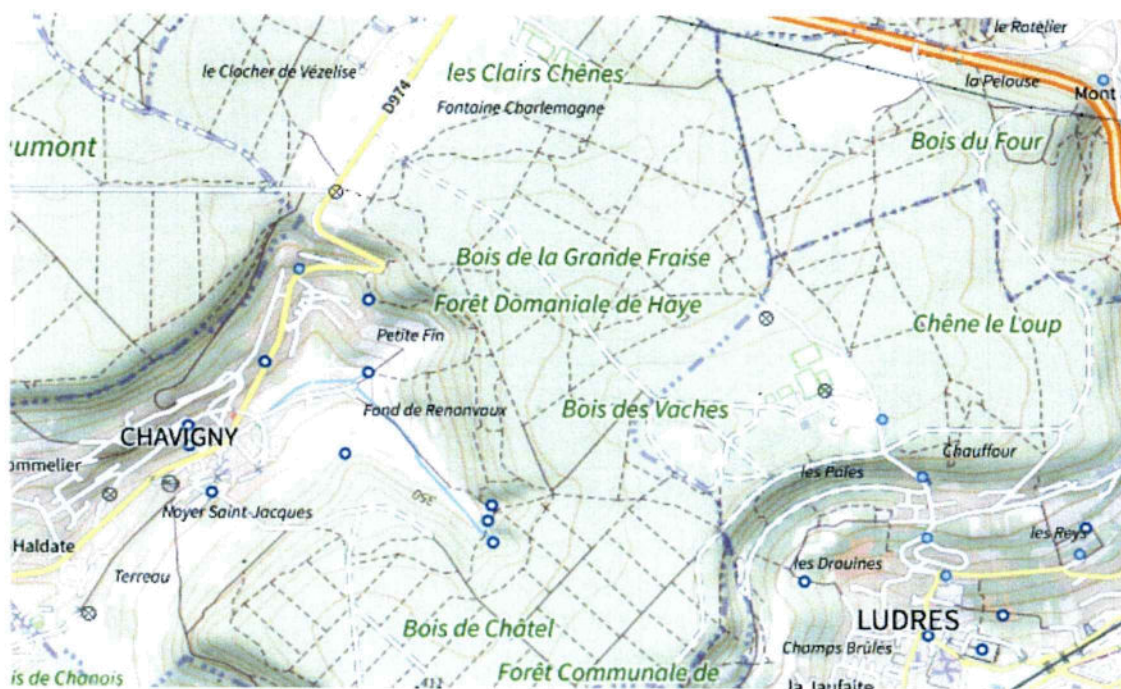 le Ratelier
le Clocher de Vézelise
les Clairs Chênes
la Pelouse
D974
Mont
Fontaine Charlemagne
umont
Bois du Four
Bois de la Grande Fraise
Forêt Domaniale de Haye
Petite Fin
Chêne le Loup
Fond de Renanvaux
Bois des Vaches
CHAVIGNY
Chauffour
ommelier
les Pales
350
Noyer Saint-Jacques
les Reys
Haldate
les Drouines
Terreau
LUDRES
Bois de Châtel
Champs Brûlés
Forêt Communale de
is de Chanois
412
la Jaufaite